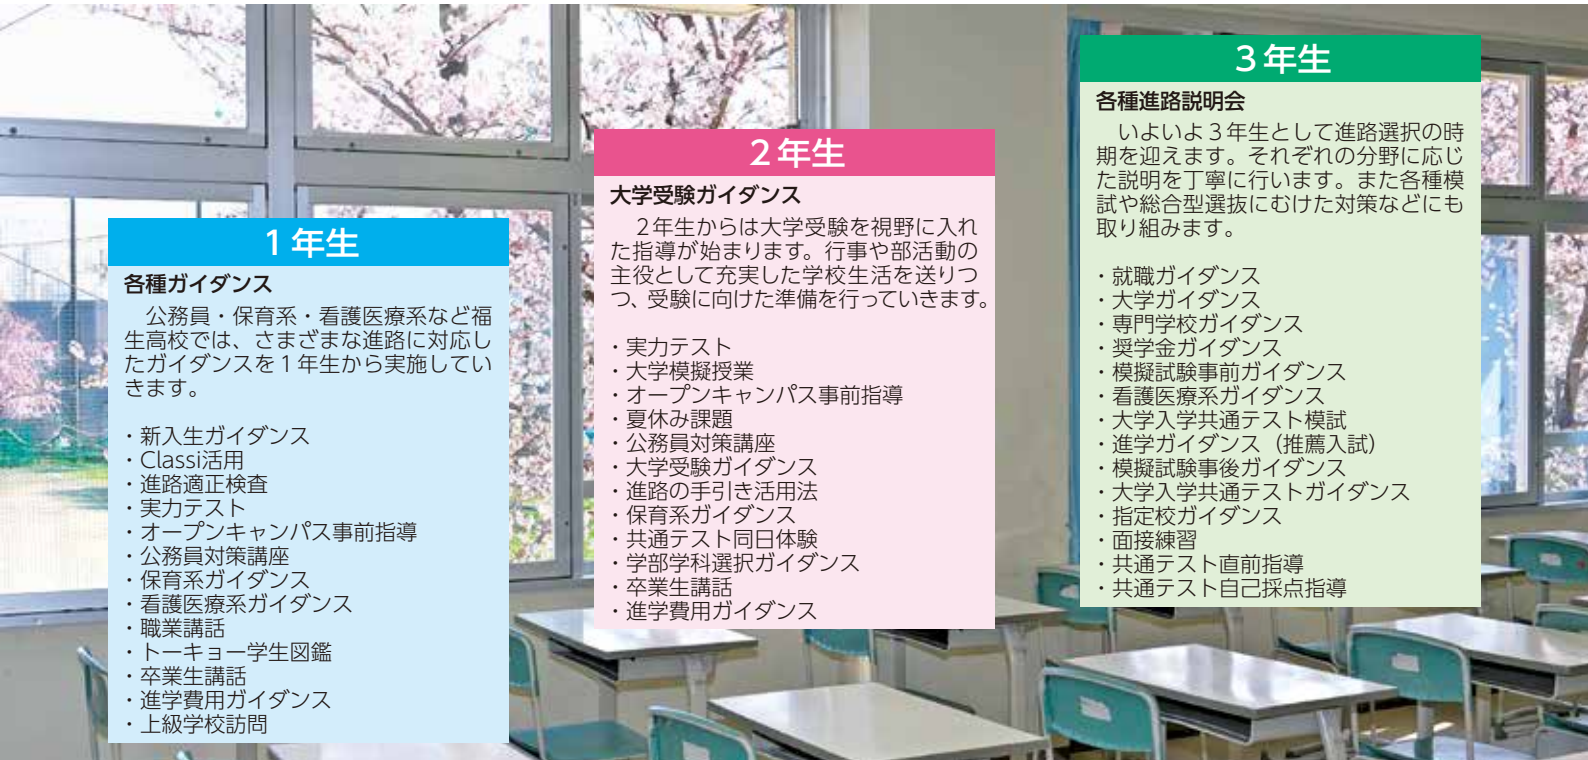 1年生
各種ガイダンス
　公務員・保育系・看護医療系など福
生高校では、さまざまな進路に対応し
たガイダンスを1年生から実施してい
きます。
・新入生ガイダンス
・Classi活用
・進路適正検査
・実力テスト
・オープンキャンパス事前指導
・公務員対策講座
・保育系ガイダンス
・看護医療系ガイダンス
・職業講話
・トーキョー学生図鑑
・卒業生講話
・進学費用ガイダンス
・上級学校訪問
2年生
大学受験ガイダンス
　2年生からは大学受験を視野に入れ
た指導が始まります。行事や部活動の
主役として充実した学校生活を送りつ
つ、受験に向けた準備を行っていきます。
・実力テスト
・大学模擬授業
・オープンキャンパス事前指導
・夏休み課題
・公務員対策講座
・大学受験ガイダンス
・進路の手引き活用法
・保育系ガイダンス
・共通テスト同日体験
・学部学科選択ガイダンス
・卒業生講話
・進学費用ガイダンス
3年生
各種進路説明会
　いよいよ3年生として進路選択の時
期を迎えます。それぞれの分野に応じ
た説明を丁寧に行います。また各種模
試や総合型選抜にむけた対策などにも
取り組みます。
・就職ガイダンス
・大学ガイダンス
・専門学校ガイダンス
・奨学金ガイダンス
・模擬試験事前ガイダンス
・看護医療系ガイダンス
・大学入学共通テスト模試
・進学ガイダンス（推薦入試）
・模擬試験事後ガイダンス
・大学入学共通テストガイダンス
・指定校ガイダンス
・面接練習
・共通テスト直前指導
・共通テスト自己採点指導